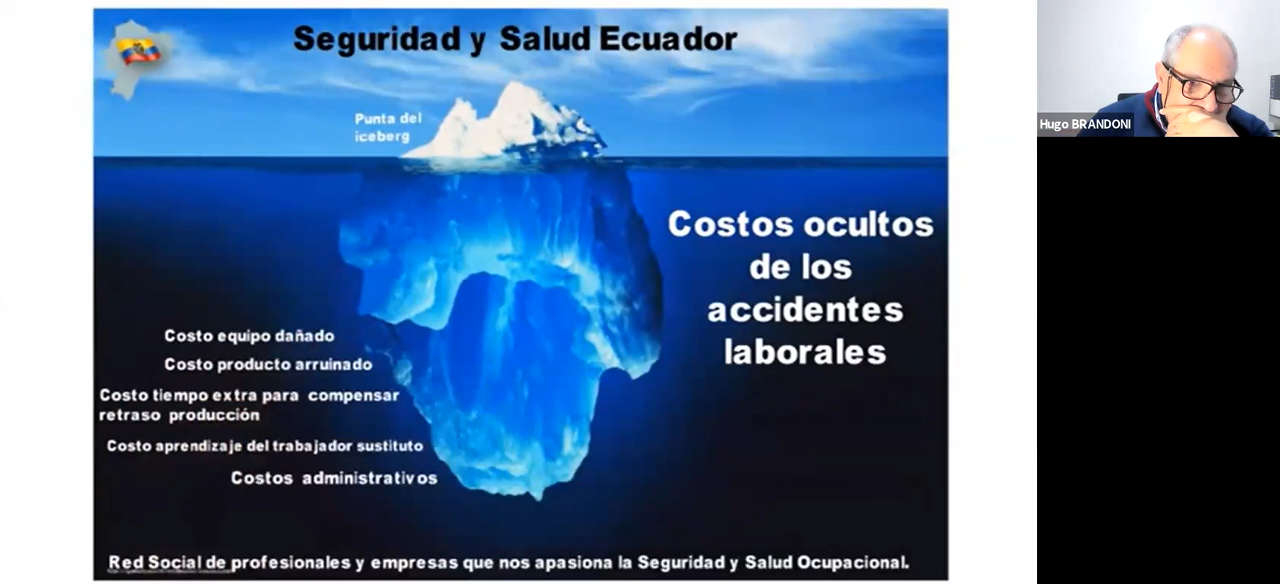 Seguridad y Salud Ecuador
Punta del
iceberg
Costos ocultos
de los
accidentes
laborales
Costo equipo dañado
Costo producto arruinado
Costo tiempo extra para compensar
retraso producción
Costo aprendizaje del trabajador sustituto
Costos administrativos
Red Social de profesionales y empresas que nos apasiona la Seguridad y Salud Ocupacional.
Hugo BRANDONI